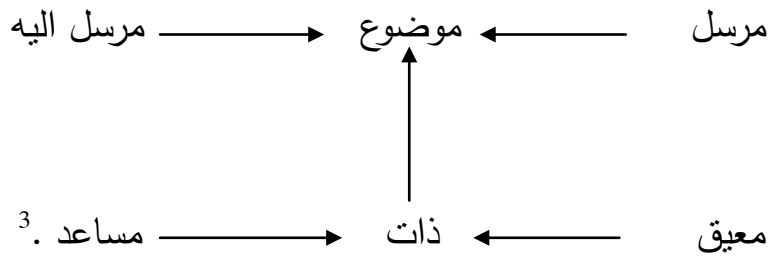 مرسل موضوع مرسل اليه
معيق ذات مساعد .3